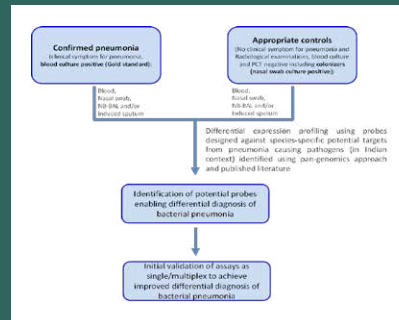 Confirmed pneumonia
(clinical symptom for pneumonia,
blood culture positive (Gold standard)
Appropriate controls
(No clinical symptom for pneumonia and
Radiological examinations, blood culture
and PCT negative including colonizers
(nasal swab culture positive)
Blood,
Nasal swab,
NB-BAL and/or
Induced sputum
Blood,
Nasal swab,
NB-BAL and/or
Induced sputum
Differential expression profiling using probes
designed against species-specific potential targets
from pneumonia causing pathogens (in Indian
context) identified using pan-genomics approach
and published literature
Identification of potential probes
enabling differential diagnosis of
bacterial pneumonia
Initial validation of assays as
single/multiplex to achieve
improved differential diagnosis of
bacterial pneumonia